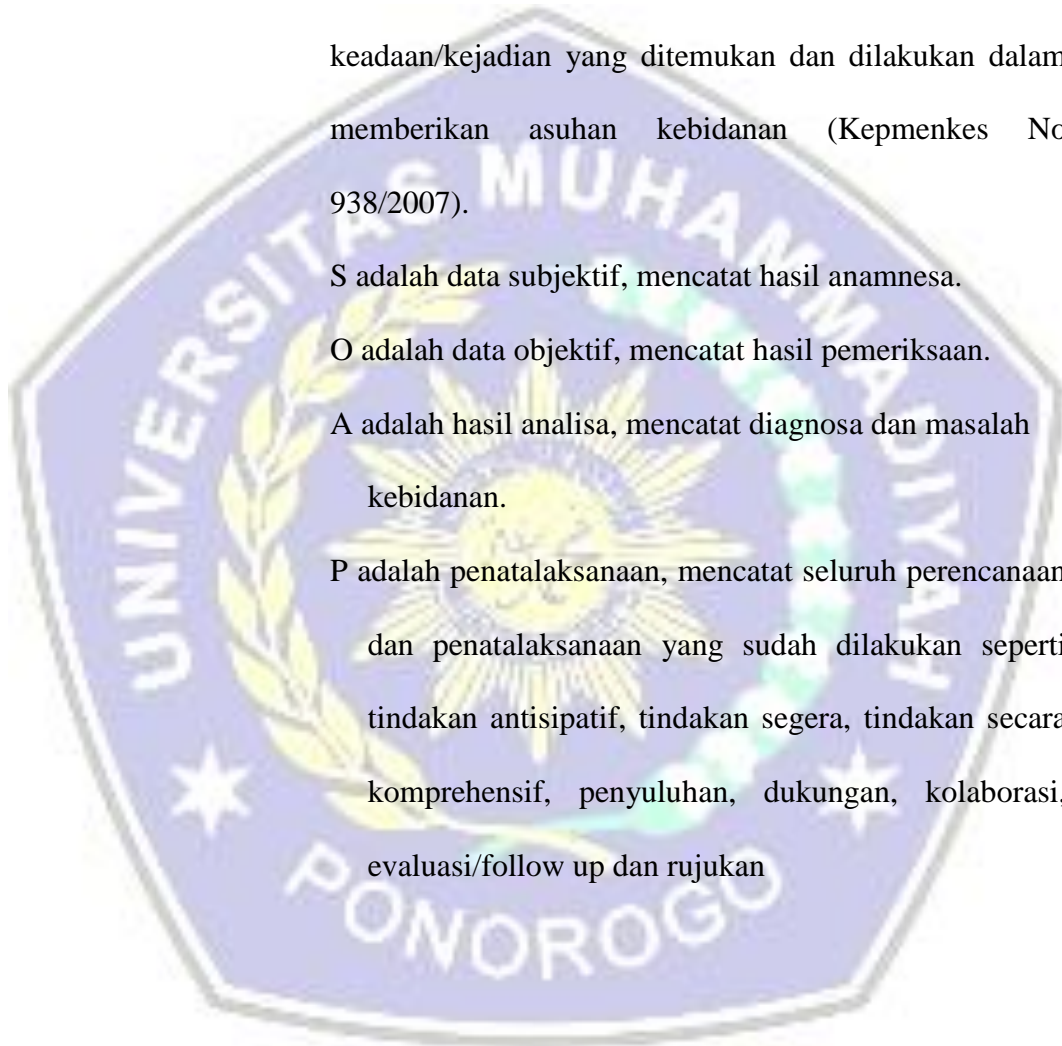 keadaan/kejadian yang ditemukan dan dilakukan dalam
memberikan asuhan kebidanan (Kepmenkes No
938/2007).
S adalah data subjektif, mencatat hasil anamnesa.
O adalah data objektif, mencatat hasil pemeriksaan.
A adalah hasil analisa, mencatat diagnosa dan masalah
kebidanan.
P adalah penatalaksanaan, mencatat seluruh perencanaan
dan penatalaksanaan yang sudah dilakukan seperti
tindakan antisipatif, tindakan segera, tindakan secara
komprehensif, penyuluhan, dukungan, kolaborasi,
evaluasi/follow up dan rujukan
UNIVERSITAS MUHAMMADIYAH
PONOROGO